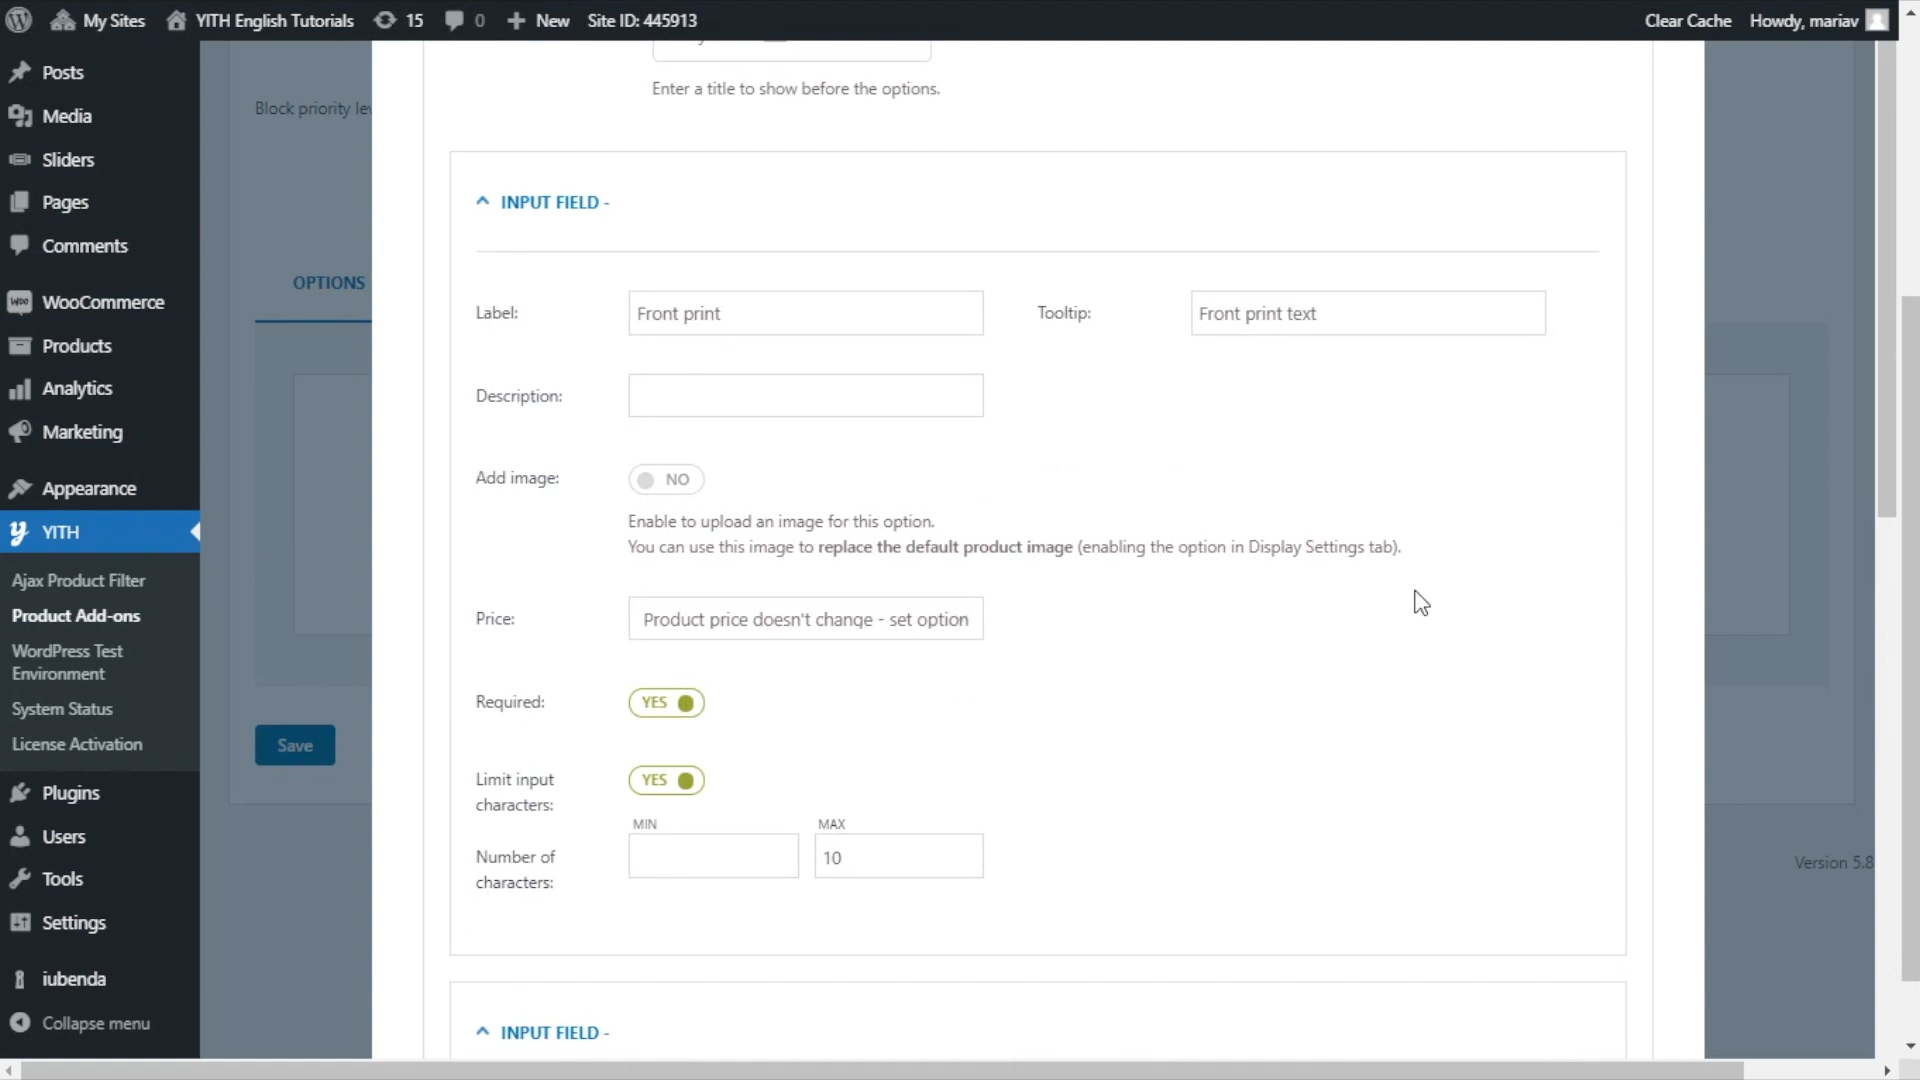 My Sites
YITH English Tutorials
15
0
New
Site ID: 445913
Clear Cache
Howdy, mariav
Posts
Media
Sliders
Pages
Comments
WooCommerce
Products
Analytics
Marketing
Appearance
YITH
Ajax Product Filter
Product Add-ons
WordPress Test
Environment
System Status
License Activation
Plugins
Users
Tools
Settings
iubenda
Collapse menu
Block priority lev
OPTIONS
Save
Version 5.8
Enter a title to show before the options.
INPUT FIELD -
Label:
Front print
Tooltip:
Front print text
Description:
Add image:
NO
Enable to upload an image for this option.
You can use this image to replace the default product image (enabling the option in Display Settings tab).
Price:
Product price doesn't change - set option
Required:
YES
Limit input
characters:
YES
MIN
MAX
Number of
characters:
10
INPUT FIELD -